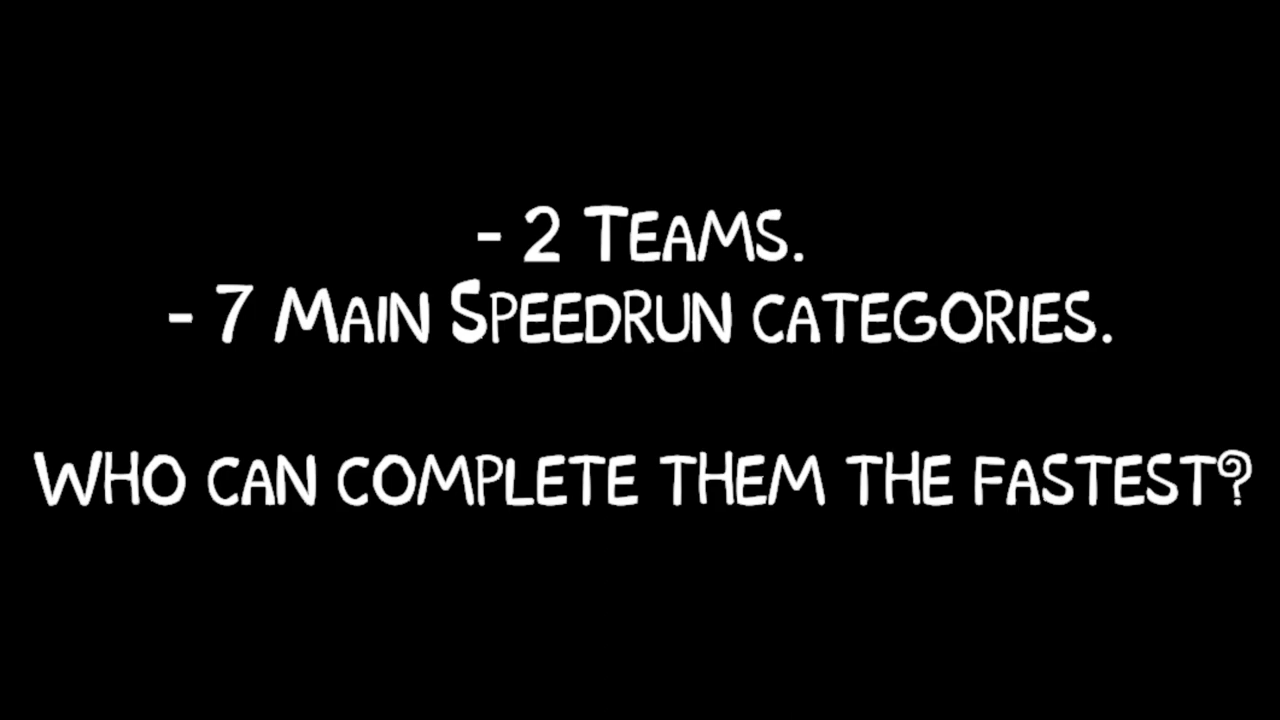 - 2 Teams.
- 7 Main Speedrun categories.
Who can complete them the fastest?